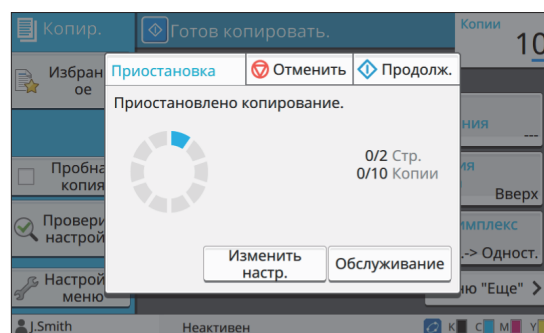 Копир.
Готов копировать.
Копии
10
Избран
ое
Приостановка
Отменить
Продолж.
Приостановлено копирование.
ния
---
0/2 Стр.
0/10 Копии
Пробна
копия
ия
Вверх
Провери
настрой
имплекс
.-> Одност.
Изменить
настр.
Обслуживание
Настрой
меню
ню "Еще"
J.Smith
Неактивен
K
C
M
Y